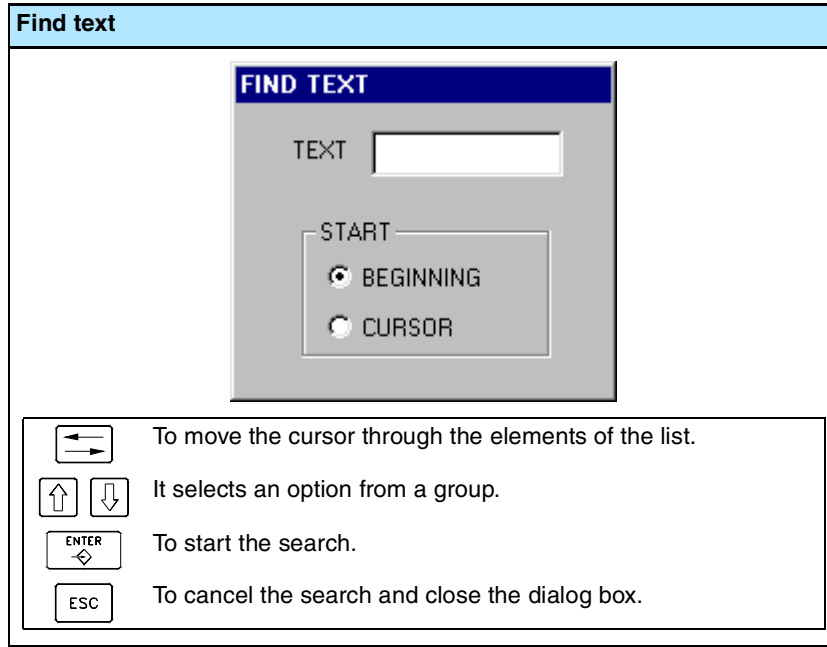 Find text
FIND TEXT
TEXT
START
BEGINNING
CURSOR
To move the cursor through the elements of the list.
It selects an option from a group.
ENTER
To start the search.
ESC
To cancel the search and close the dialog box.